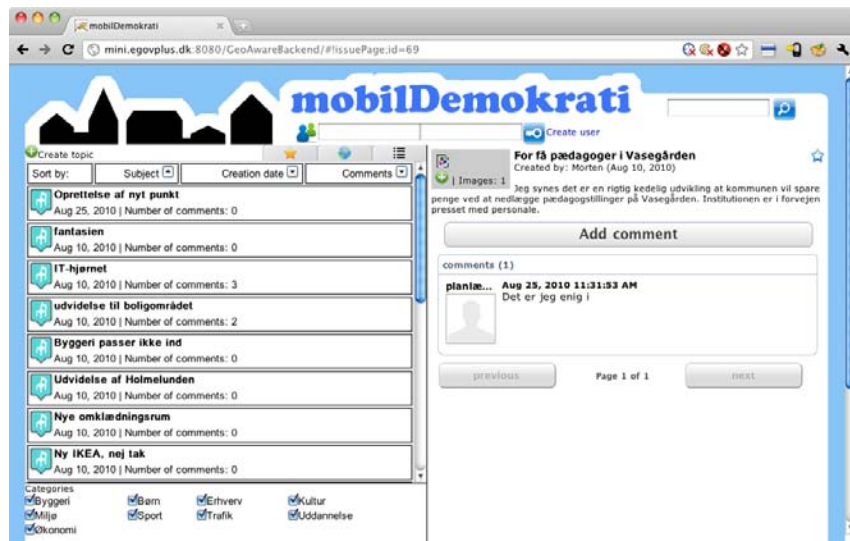 mobilDemokrati
mini.egovplus.dk:8080/GeoAwareBackend/#!issuePage;id=69
mobilDemokrati
Create user
Create topic
Sort by: Subject Creation date Comments
Oprettelse af nyt punkt
Aug 25, 2010 | Number of comments: 0
fantasien
Aug 10, 2010 | Number of comments: 0
IT-hjørnet
Aug 10, 2010 | Number of comments: 3
udvidelse til boligområdet
Aug 10, 2010 | Number of comments: 2
Byggeri passer ikke ind
Aug 10, 2010 | Number of comments: 0
Udvidelse af Holmelunden
Aug 10, 2010 | Number of comments: 0
Nye omklædningsrum
Aug 10, 2010 | Number of comments: 0
Ny IKEA, nej tak
Aug 10, 2010 | Number of comments: 0
Categories
Byggeri Børn Erhverv Kultur
Miljø Sport Trafik Uddannelse
Økonomi
| Images: 1
For få pædagoger i Vasegården
Created by: Morten (Aug 10, 2010)
Jeg synes det er en rigtig kedelig udvikling at kommunen vil spare
penge ved at nedlægge pædagogstillinger på Vasegården. Institutionen er i forvejen
presset med personale.
Add comment
comments (1)
planlæ... Aug 25, 2010 11:31:53 AM
Det er jeg enig i
previous Page 1 of 1 next